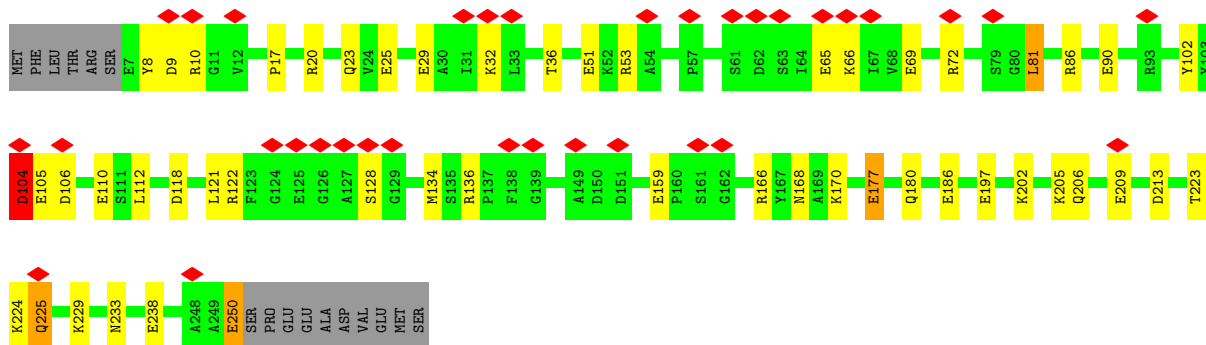 MET PHE LEU THR ARG SER E7 Y8 D9 R10 G11 V12 P17 R20 Q23 V24 E25 E29 A30 I31 K32 L33 T36 E51 K52 R53 A54 P57 S61 D62 S63 I64 E65 K66 I67 V68 E69 R72 S79 G80 L81 R86 E90 R93 Y102 Y103
D104 E105 D106 E110 S111 L112 D118 L121 R122 F123 G124 E125 G126 A127 S128 G129 M134 S135 R136 P137 F138 G139 A149 D150 D151 E159 P160 S161 G162 R166 Y167 N168 A169 K170 E177 Q180 E186 E197 K202 K205 Q206 E209 D213 T223
K224 Q225 K229 N233 E238 A248 A249 E250 SER PRO GLU GLU ALA ASP VAL GLU MET SER